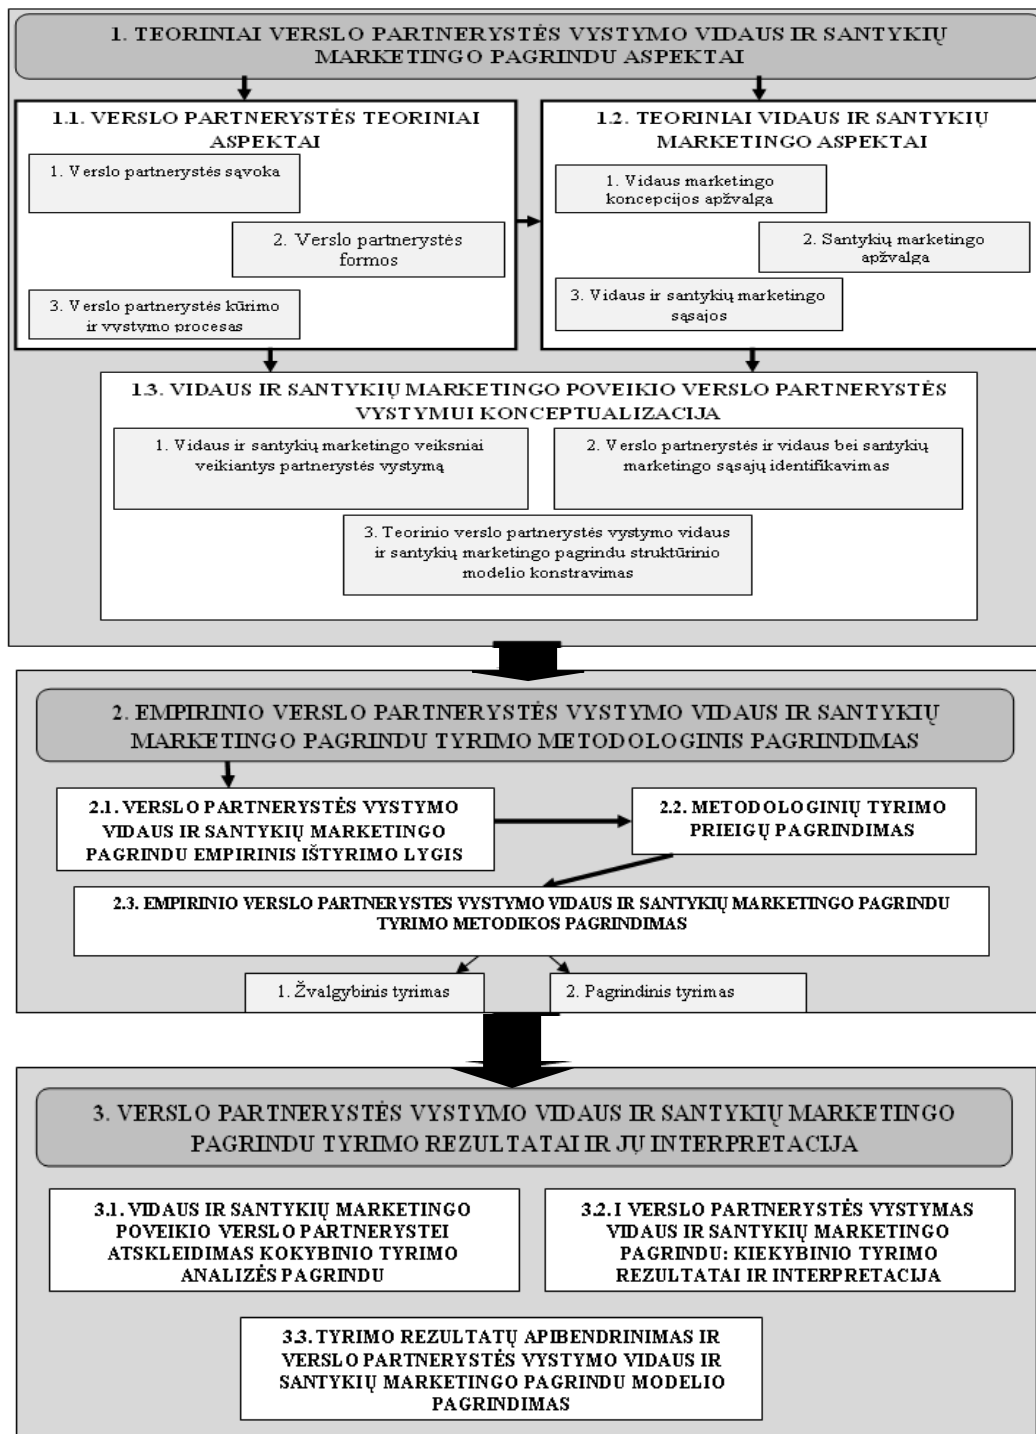 1. TEORINIAI VERSLO PARTNERYSTĖS VYSTYMO VIDAUS IR SANTYKIŲ
MARKETINGO PAGRINDU ASPEKTAI
1.1. VERSLO PARTNERYSTĖS TEORINIAI
ASPEKTAI
1. Verslo partnerystės sąvoka
2. Verslo partnerystės
formos
3. Verslo partnerystės kūrimo
ir vystymo procesas
1.2. TEORINIAI VIDAUS IR SANTYKIŲ
MARKETINGO ASPEKTAI
1. Vidaus marketingo
koncepcijos apžvalga
2. Santykių marketingo
apžvalga
3. Vidaus ir santykių marketingo
sąsajos
1.3. VIDAUS IR SANTYKIŲ MARKETINGO POVEIKIO VERSLO PARTNERYSTĖS
VYSTYMUI KONCEPTUALIZACIJA
1. Vidaus ir santykių marketingo veiksniai
veikiantys partnerystės vystymą
2. Verslo partnerystės ir vidaus bei santykių
marketingo sąsajų identifikavimas
3. Teorinio verslo partnerystės vystymo vidaus
ir santykių marketingo pagrindu struktūrinio
modelio konstravimas
2. EMPIRINIO VERSLO PARTNERYSTĖS VYSTYMO VIDAUS IR SANTYKIŲ
MARKETINGO PAGRINDU TYRIMO METODOLOGINIS PAGRINDIMAS
2.1. VERSLO PARTNERYSTĖS VYSTYMO
VIDAUS IR SANTYKIŲ MARKETINGO
PAGRINDU EMPIRINIS IŠTYRIMO LYGIS
2.2. METODOLOGINIŲ TYRIMO
PRIEIGŲ PAGRINDIMAS
2.3. EMPIRINIO VERSLO PARTNERYSTES VYSTYMO VIDAUS IR SANTYKIŲ MARKETINGO PAGRINDU
TYRIMO METODIKOS PAGRINDIMAS
1. Žvalgybinis tyrimas
2. Pagrindinis tyrimas
3. VERSLO PARTNERYSTĖS VYSTYMO VIDAUS IR SANTYKIŲ MARKETINGO
PAGRINDU TYRIMO REZULTATAI IR JŲ INTERPRETACIJA
3.1. VIDAUS IR SANTYKIŲ MARKETINGO
POVEIKIO VERSLO PARTNERYSTEI
ATSKLEIDIMAS KOKYBINIO TYRIMO
ANALIZĖS PAGRINDU
3.2. I VERSLO PARTNERYSTĖS VYSTYMAS
VIDAUS IR SANTYKIŲ MARKETINGO
PAGRINDU: KIEKYBINIO TYRIMO
REZULTATAI IR INTERPRETACIJA
3.3. TYRIMO REZULTATŲ APIBENDRINIMAS IR
VERSLO PARTNERYSTĖS VYSTYMO VIDAUS IR
SANTYKIŲ MARKETINGO PAGRINDU MODELIO
PAGRINDIMAS